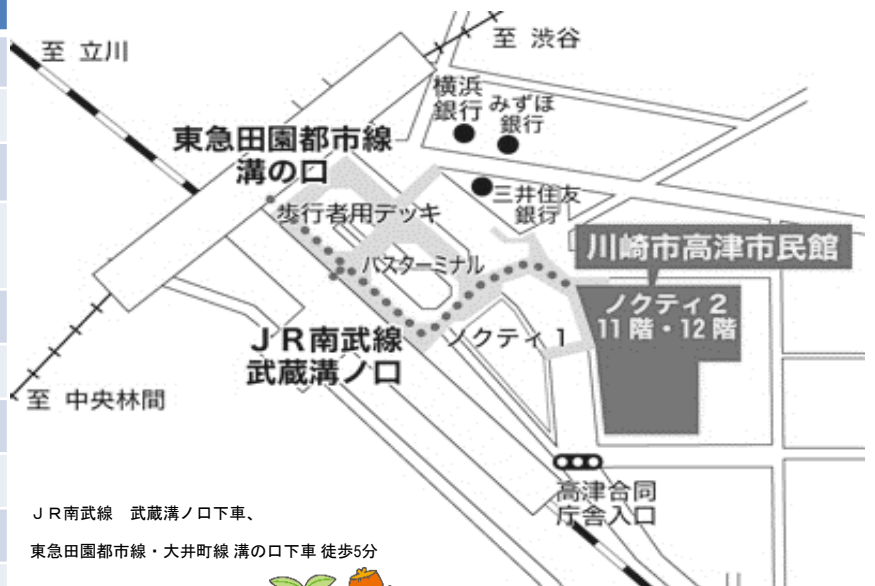 至 立川
至 渋谷
横浜
銀行
みずほ
銀行
東急田園都市線
溝の口
三井住友
銀行
歩行者用デッキ
川崎市高津市民館
バスターミナル
ノクティ2
11階・12階
ＪＲ南武線
武蔵溝ノ口
ノクティ1
至 中央林間
高津合同
庁舎入口
ＪＲ南武線　武蔵溝ノ口下車、
東急田園都市線・大井町線 溝の口下車 徒歩5分